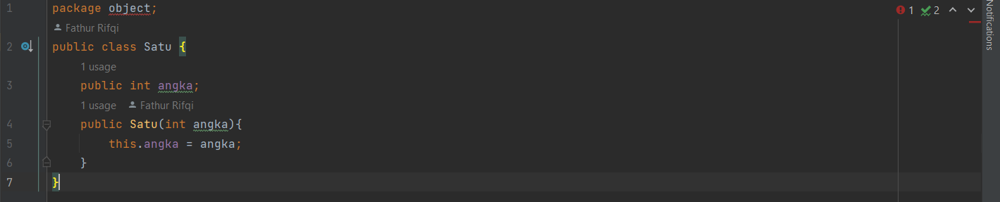 1 package object; 1 2
Fathur Rifqi
2 public class Satu {
1 usage
3 public int angka;
1 usage Fathur Rifqi
4 public Satu(int angka){
5 this.angka = angka;
6 }
7 }
Notifications